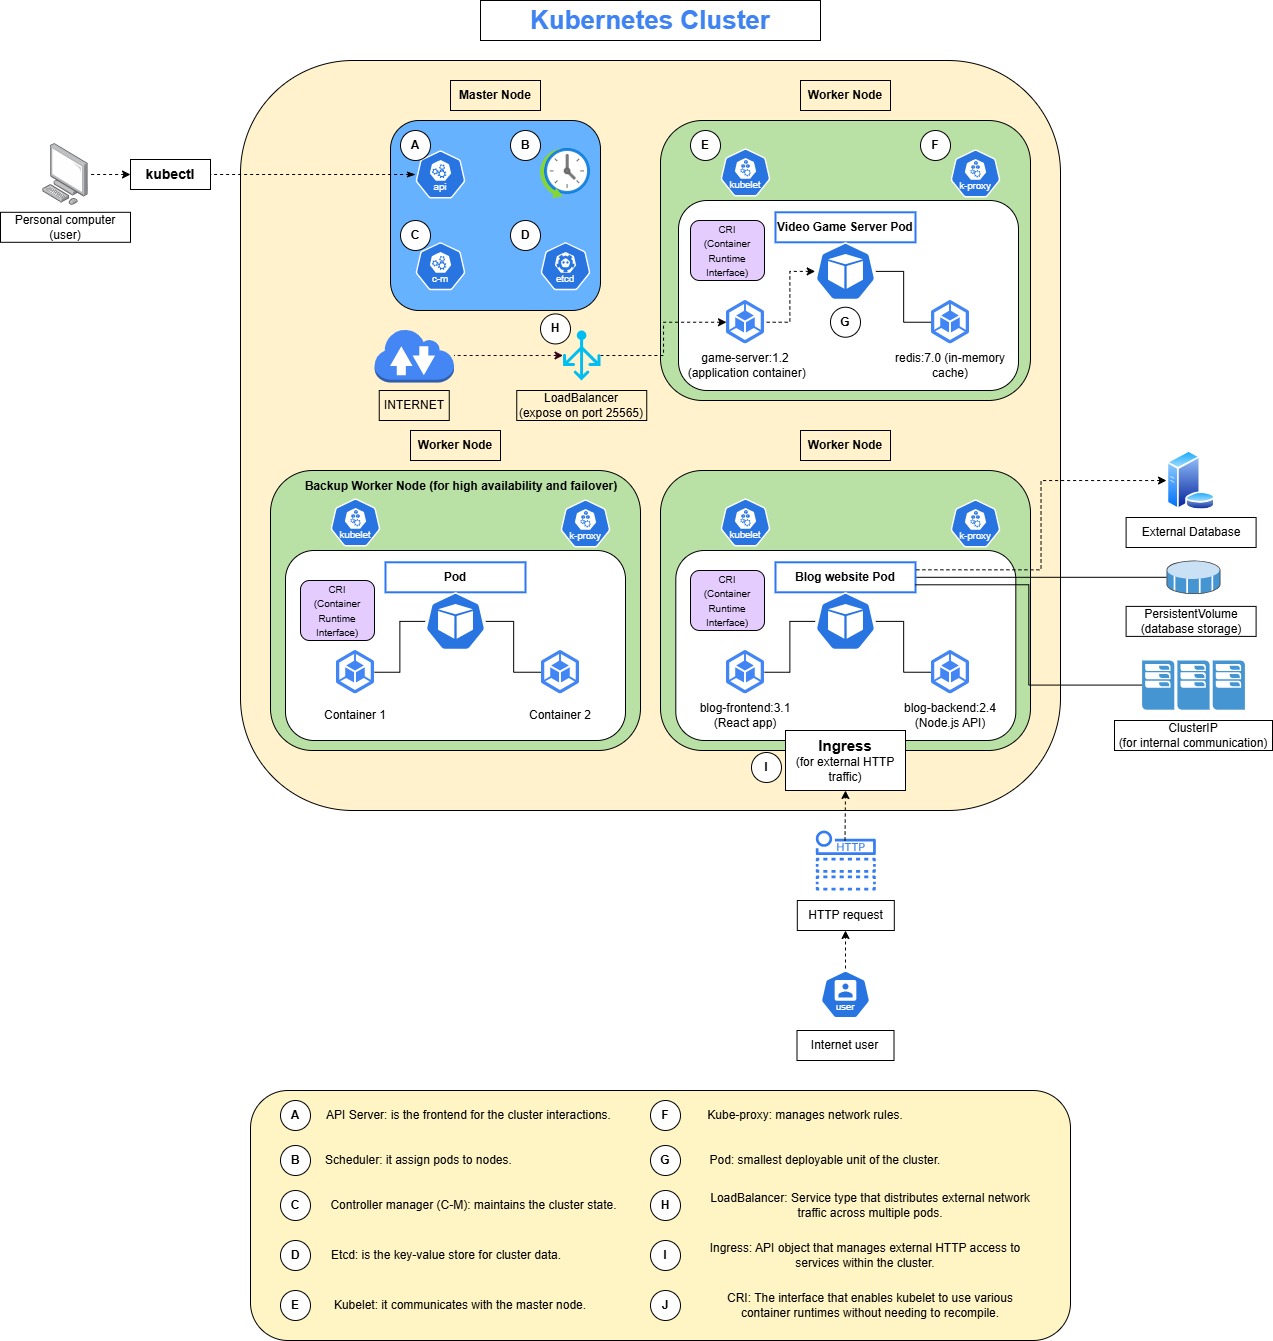 Kubernetes Cluster
Master Node
Worker Node
A
B
E
F
api
kubelet
k-proxy
kubectl
Personal computer
(user)
C
D
c-m
etcd
CRI
(Container
Runtime
Interface)
Video Game Server Pod
G
game-server:1.2
(application container)
redis:7.0 (in-memory
cache)
H
INTERNET
LoadBalancer
(expose on port 25565)
Worker Node
Worker Node
Backup Worker Node (for high availability and failover)
kubelet
k-proxy
CRI
(Container
Runtime
Interface)
Pod
Container 1
Container 2
kubelet
k-proxy
CRI
(Container
Runtime
Interface)
Blog website Pod
blog-frontend:3.1
(React app)
blog-backend:2.4
(Node.js API)
External Database
PersistentVolume
(database storage)
ClusterIP
(for internal communication)
I
Ingress
(for external HTTP
traffic)
HTTP
HTTP request
user
Internet user
A
API Server: is the frontend for the cluster interactions.
B
Scheduler: it assign pods to nodes.
C
Controller manager (C-M): maintains the cluster state.
D
Etcd: is the key-value store for cluster data.
E
Kubelet: it communicates with the master node.
F
Kube-proxy: manages network rules.
G
Pod: smallest deployable unit of the cluster.
H
LoadBalancer: Service type that distributes external network
traffic across multiple pods.
I
Ingress: API object that manages external HTTP access to
services within the cluster.
J
CRI: The interface that enables kubelet to use various
container runtimes without needing to recompile.